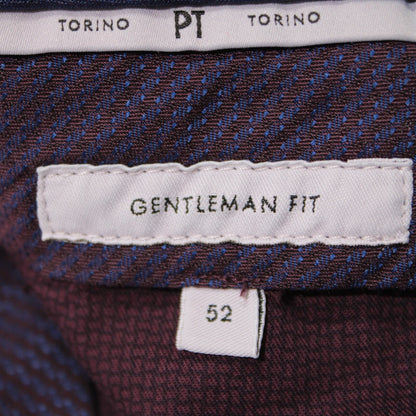 TORINO PT TORINO
GENTLEMAN FIT
52